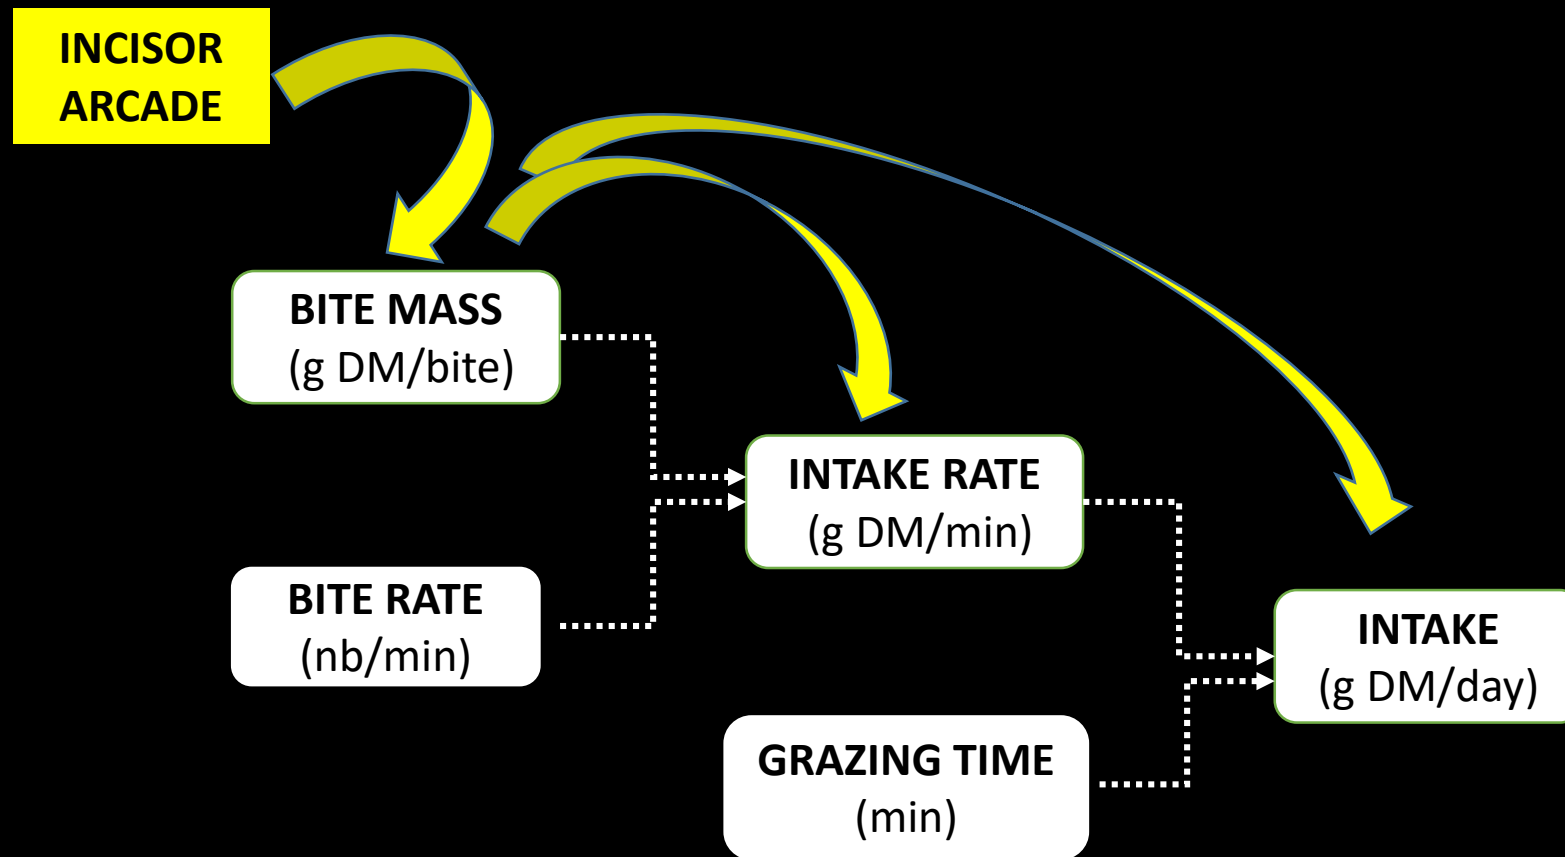 INCISOR
ARCADE
BITE MASS
(g DM/bite)
INTAKE RATE
(g DM/min)
BITE RATE
(nb/min)
INTAKE
(g DM/day)
GRAZING TIME
(min)